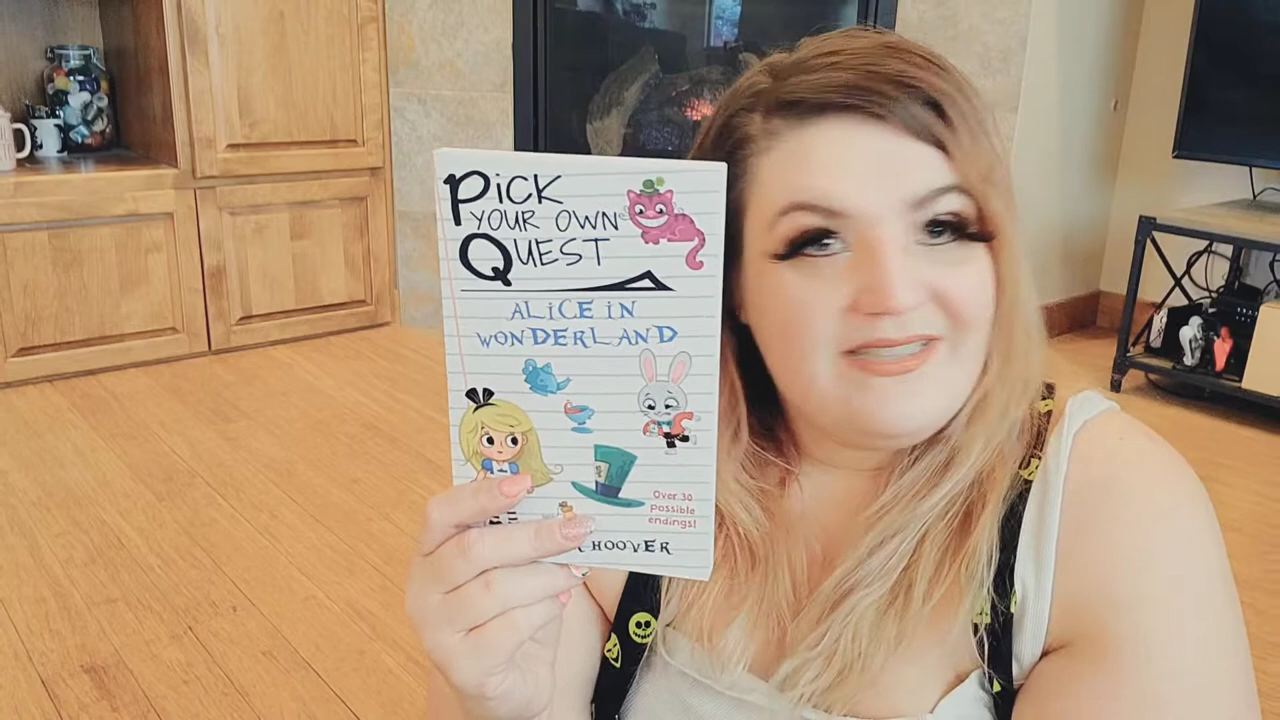 PiCK
YOUR OWN
QUEST
ALiCE iN
WONDERLAND
Over 30
possible
endings!
HOOVER